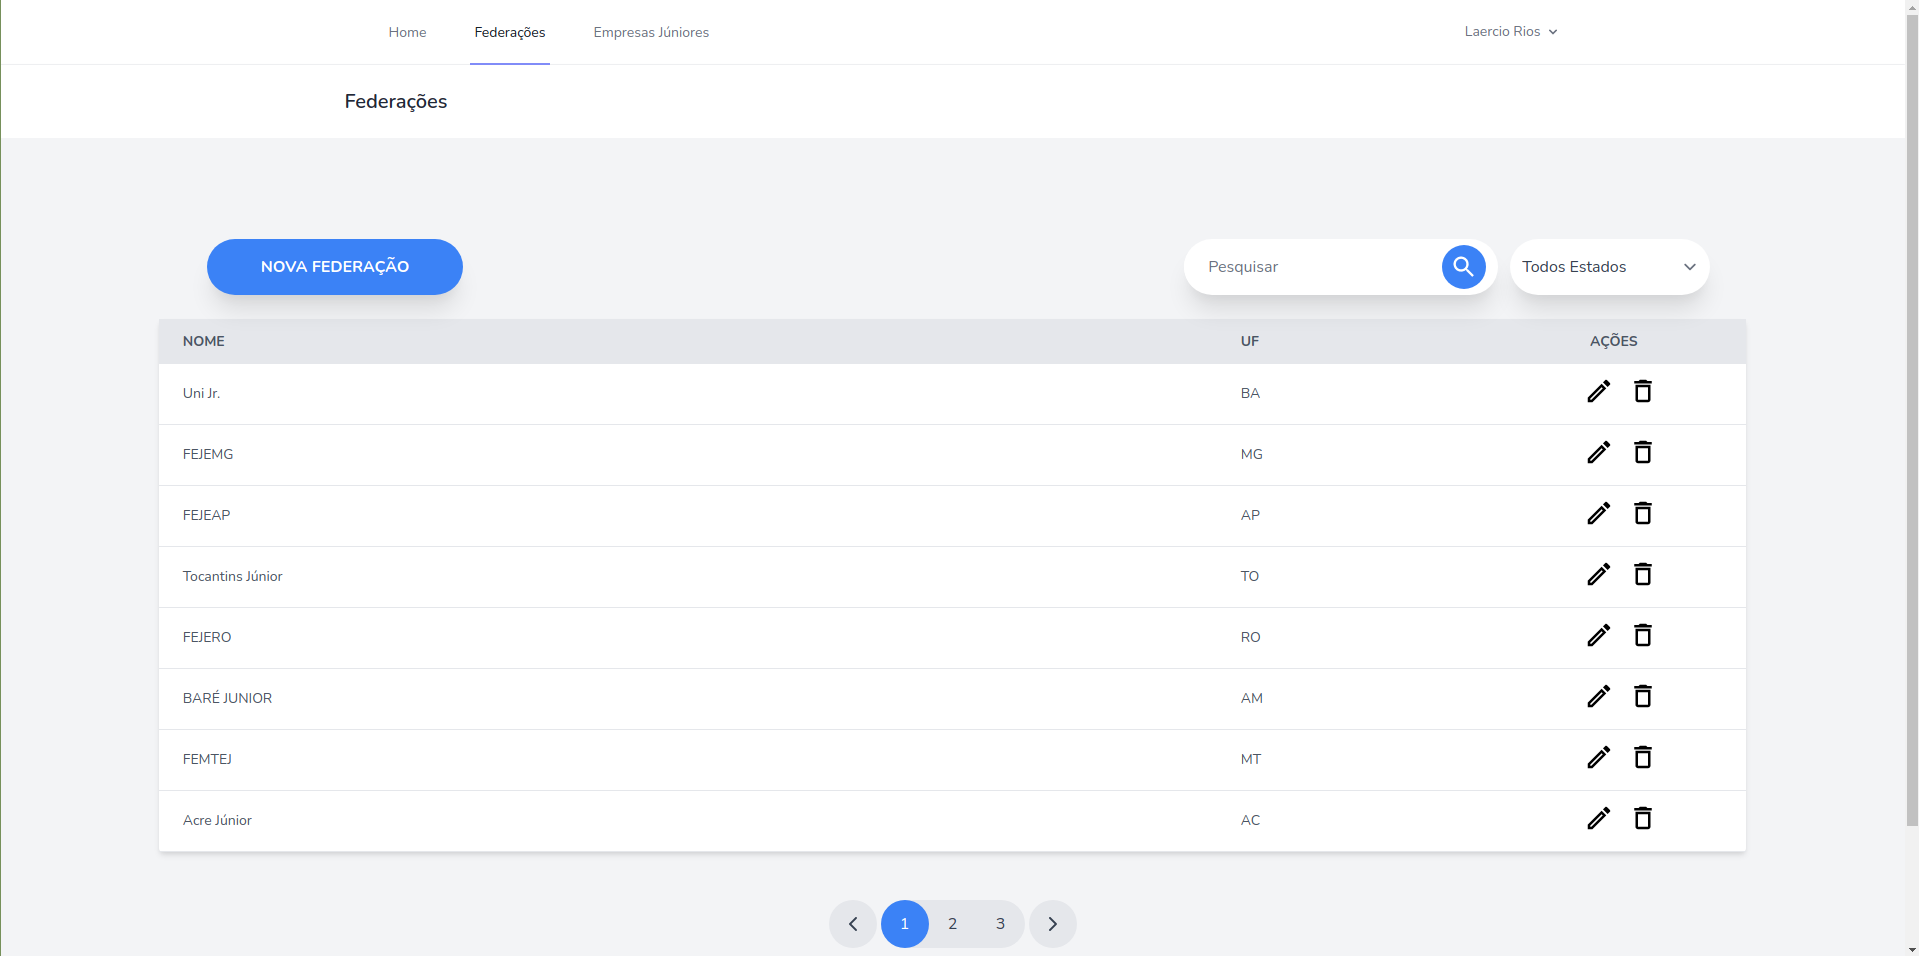 Home Federações Empresas Júniores Laercio Rios
Federações
NOVA FEDERAÇÃO Pesquisar Todos Estados
NOME UF AÇÕES
Uni Jr. BA
FEJEMG MG
FEJEAP AP
Tocantins Júnior TO
FEJERO RO
BARÉ JUNIOR AM
FEMTEJ MT
Acre Júnior AC
1 2 3